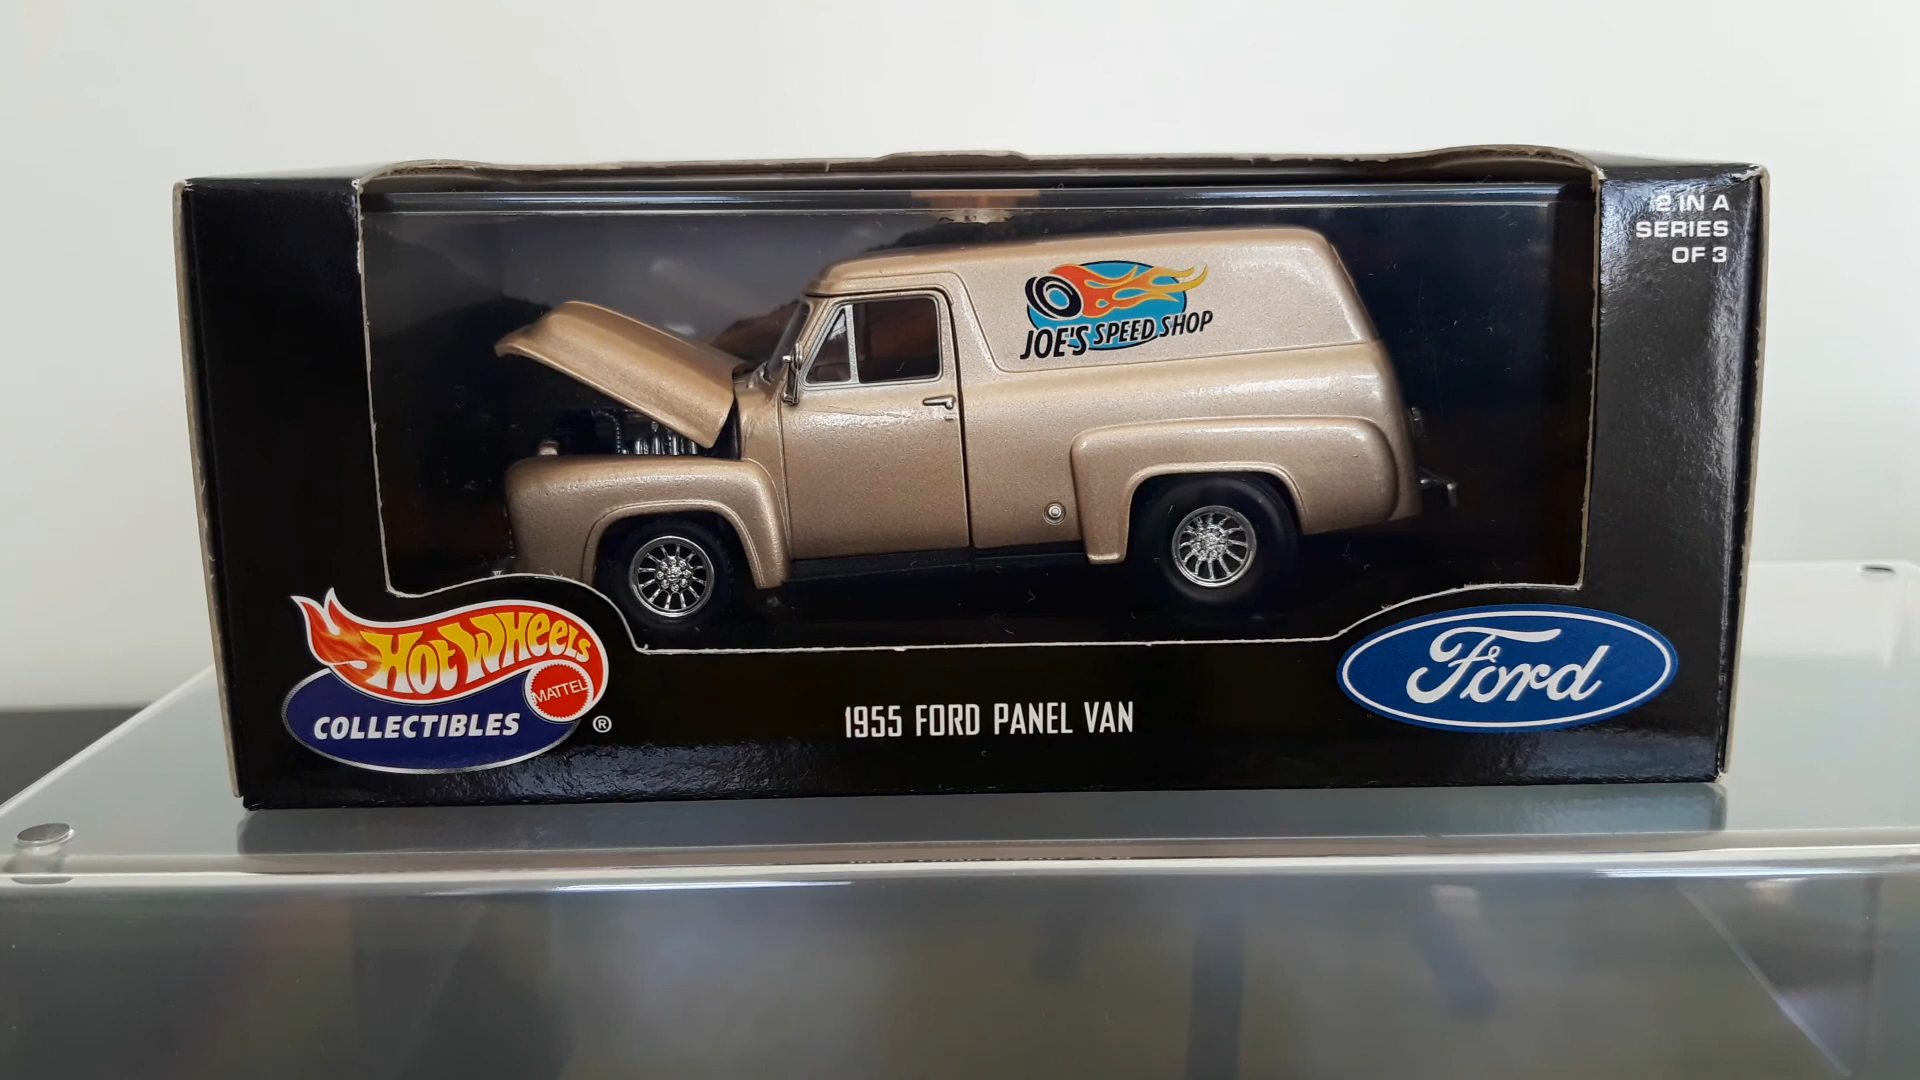 2 IN A
SERIES
OF 3
JOE'S SPEED SHOP
HOT WHEELS
MATTEL
COLLECTIBLES ®
1955 FORD PANEL VAN
Ford